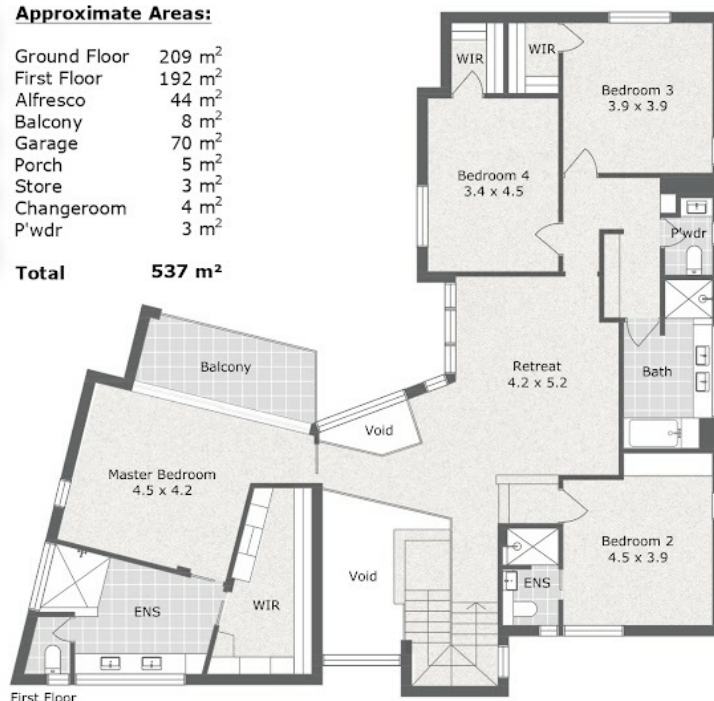 Approximate Areas:
Ground Floor 209 m²
First Floor 192 m²
Alfresco 44 m²
Balcony 8 m²
Garage 70 m²
Porch 5 m²
Store 3 m²
Changeroom 4 m²
P'wdr 3 m²
Total 537 m²
WIR
WIR
Bedroom 3
3.9 x 3.9
Bedroom 4
3.4 x 4.5
P'wdr
Balcony
Retreat
4.2 x 5.2
Bath
Void
Master Bedroom
4.5 x 4.2
Bedroom 2
4.5 x 3.9
Void
ENS
ENS
WIR
First Floor